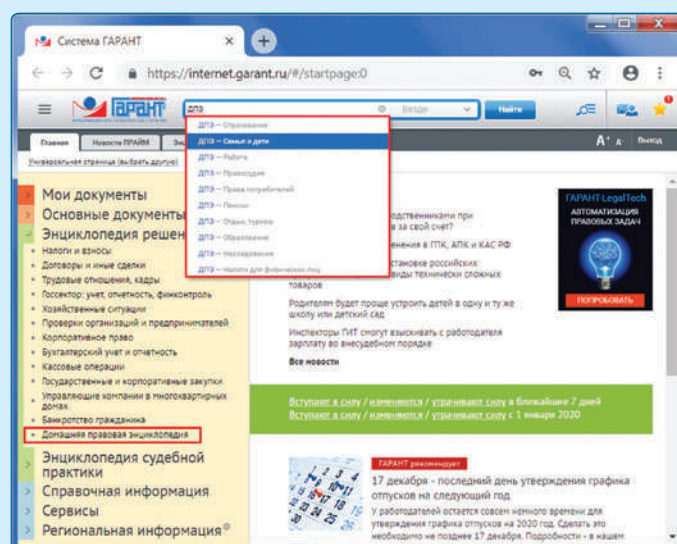 Система ГАРАНТ
https://internet.garant.ru/#/startpage:0
ГАРАНТ
дпэ
Везде
Найти
Главная
Новости ПРАЙМ
A+ A-
Выход
Универсальная страница (выбрать другую)
ДПЭ — Страхование
ДПЭ — Семья и дети
ДПЭ — Работа
ДПЭ — Правосудие
ДПЭ — Права потребителей
ДПЭ — Пенсии
ДПЭ — Отдых, туризм
ДПЭ — Образование
ДПЭ — Наследование
ДПЭ — Налоги для физических лиц
Мои документы
Основные документы
Энциклопедия решен
Налоги и взносы
Договоры и иные сделки
Трудовые отношения, кадры
Госсектор: учет, отчетность, финконтроль
Хозяйственные ситуации
Проверки организаций и предпринимателей
Корпоративное право
Бухгалтерский учет и отчетность
Кассовые операции
Государственные и корпоративные закупки
Управляющие компании в многоквартирных
домах
Банкротство гражданина
Домашняя правовая энциклопедия
Энциклопедия судебной
практики
Справочная информация
Сервисы
Региональная информация
одственниками при
в за свой счет?
енения в ГПК, АПК и КАС РФ
становке российских
виды технически сложных
товаров
Родителям будет проще устроить детей в одну и ту же
школу или детский сад
Инспекторы ГИТ смогут взыскивать с работодателя
зарплату во внесудебном порядке
Все новости
ГАРАНТ-LegalTech
АВТОМАТИЗАЦИЯ
ПРАВОВЫХ ЗАДАЧ
ПОПРОБОВАТЬ
Вступают в силу / изменяются / утрачивают силу в ближайшие 7 дней
Вступают в силу / изменяются / утрачивают силу с 1 января 2020
ГАРАНТ рекомендует
17 декабря - последний день утверждения графика
отпусков на следующий год
У работодателей остается совсем немного времени для
утверждения графика отпусков на 2020 год. Сделать это
необходимо не позднее 17 декабря. Подробности - в нашем